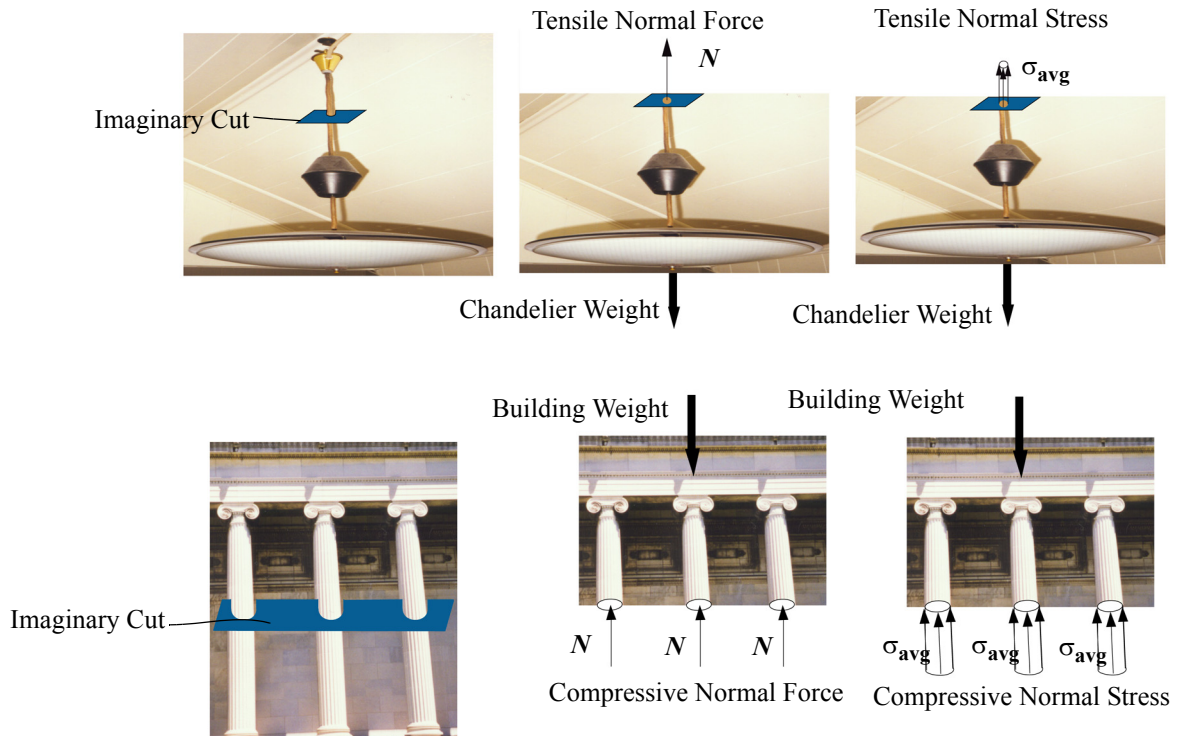 Tensile Normal Force
N
Tensile Normal Stress
σavg
Imaginary Cut
Chandelier Weight
Chandelier Weight
Building Weight
Building Weight
Imaginary Cut
N
N
N
σavg
σavg
σavg
Compressive Normal Force
Compressive Normal Stress